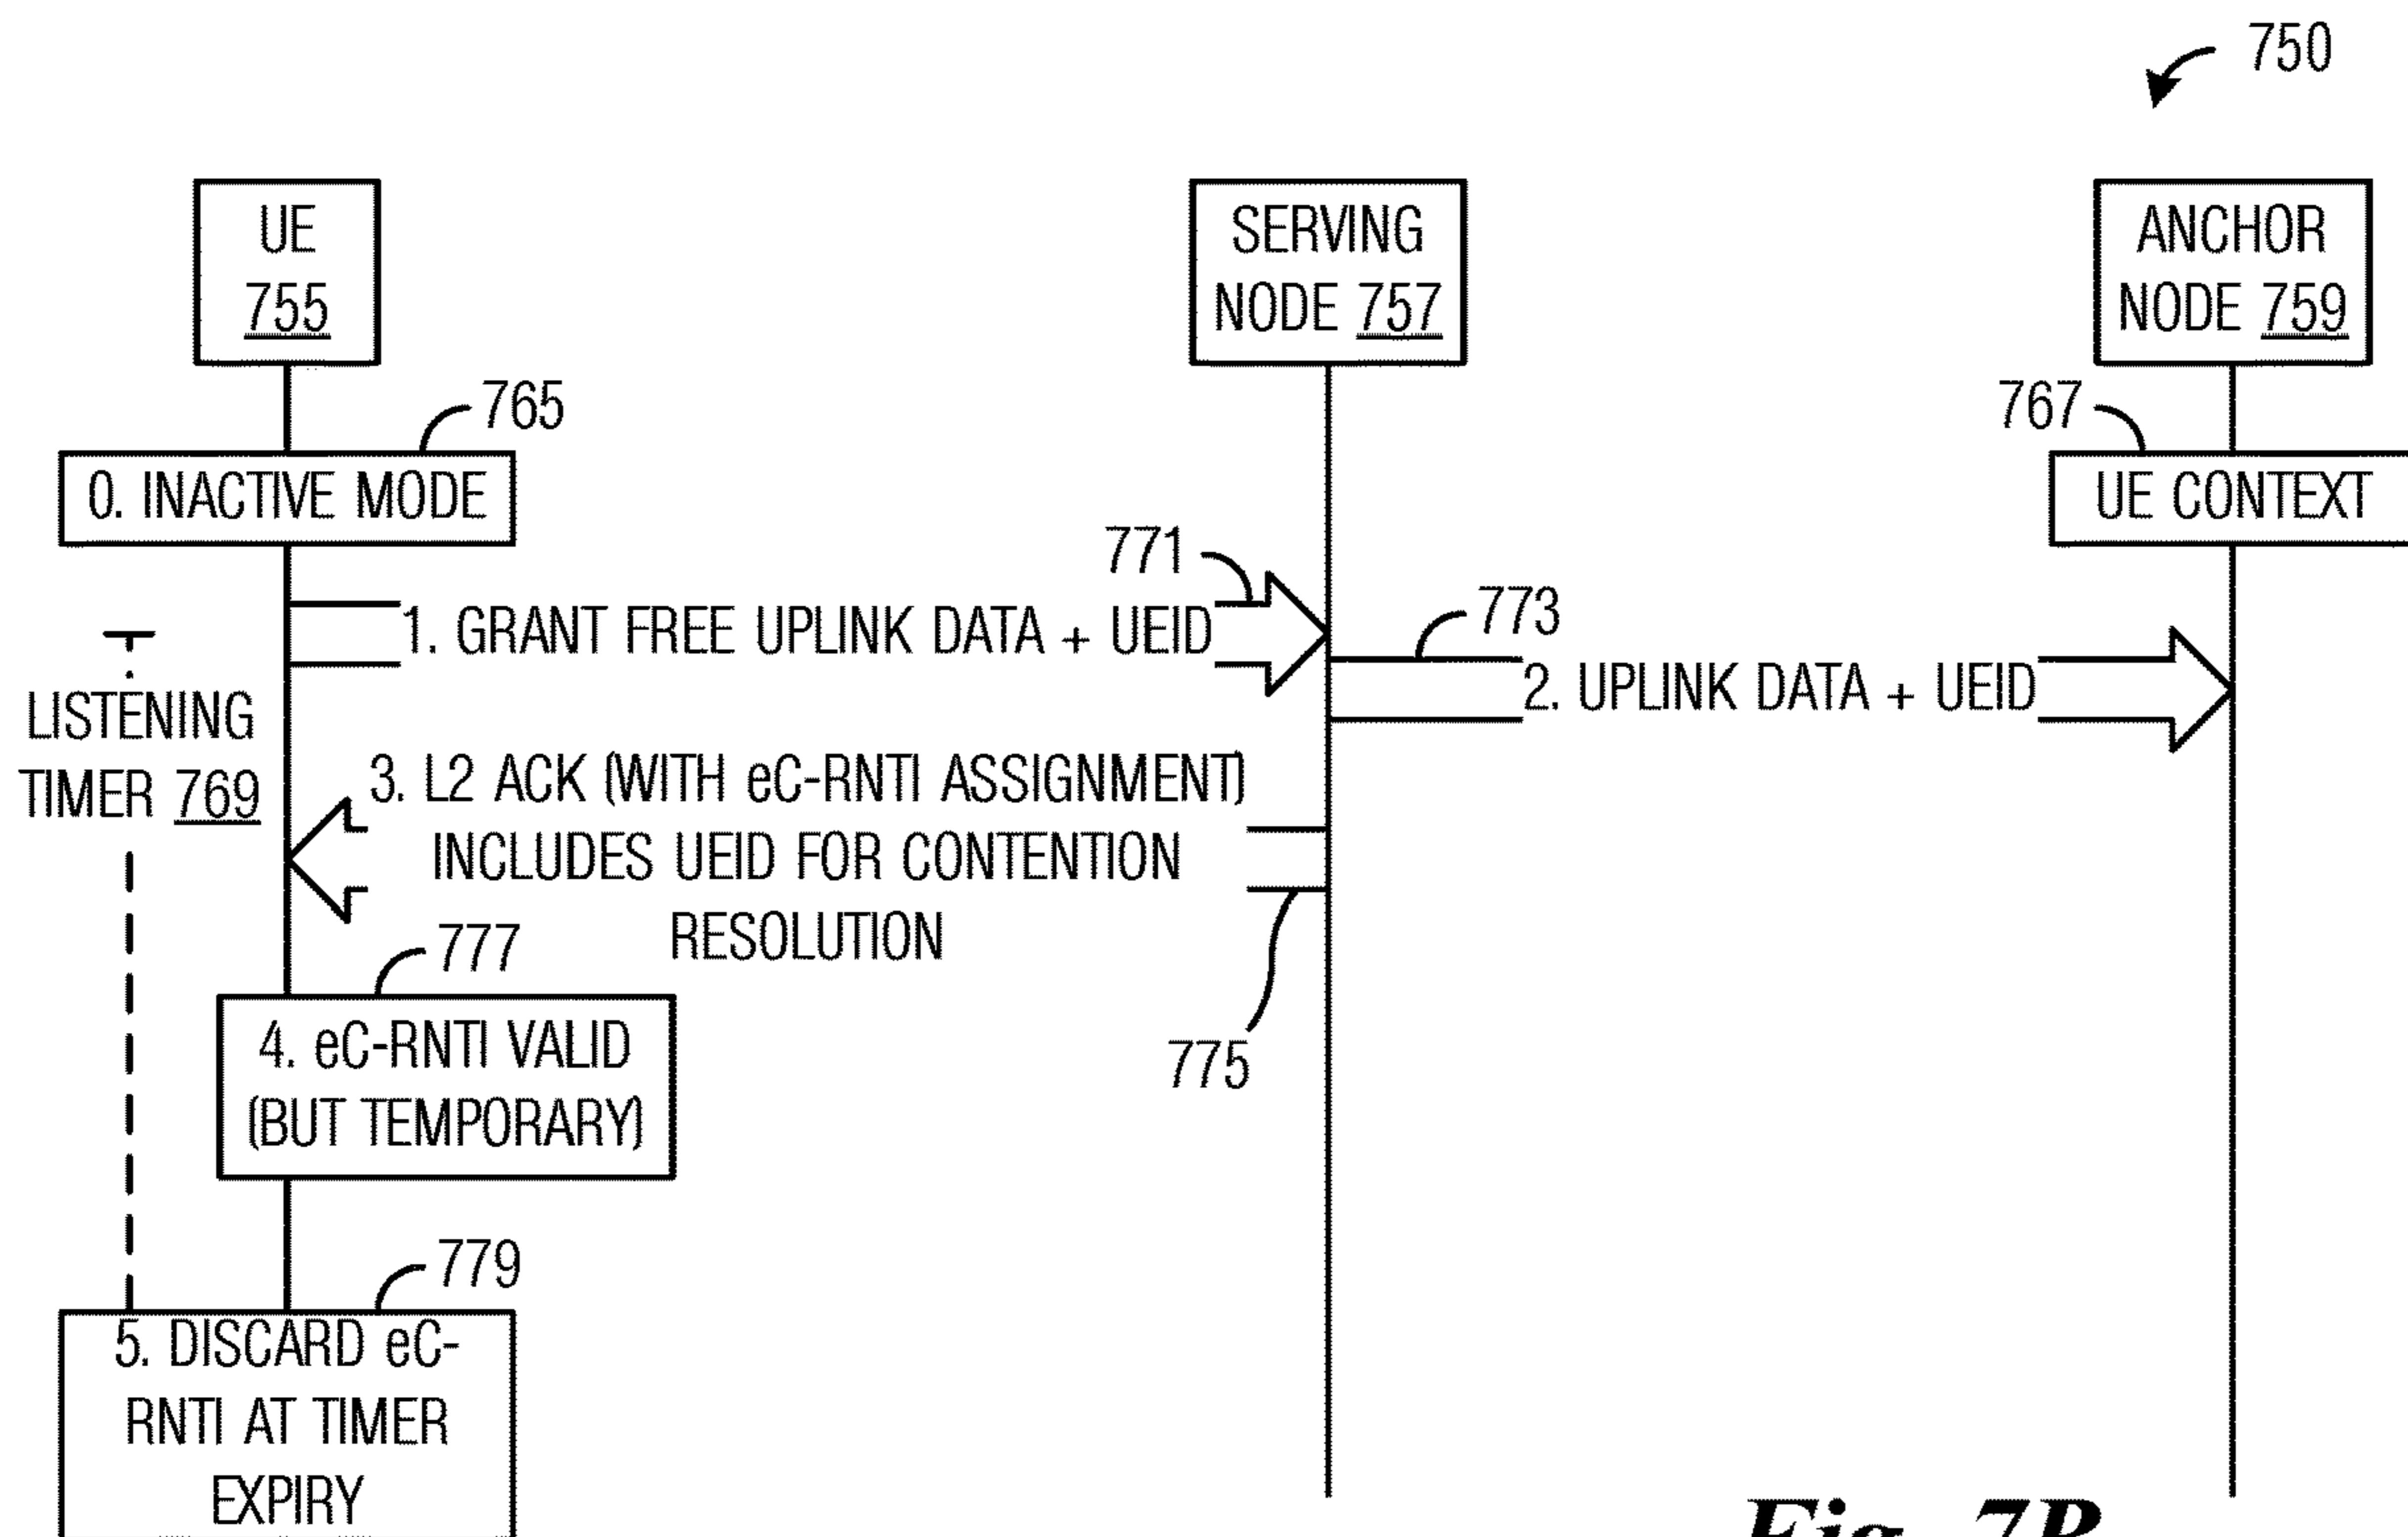 750
UE
755
SERVING
NODE 757
ANCHOR
NODE 759
765
767
0. INACTIVE MODE
UE CONTEXT
771
1. GRANT FREE UPLINK DATA + UEID
773
2. UPLINK DATA + UEID
LISTENING
TIMER 769
3. L2 ACK (WITH eC-RNTI ASSIGNMENT)
INCLUDES UEID FOR CONTENTION
RESOLUTION
775
777
4. eC-RNTI VALID
(BUT TEMPORARY)
779
5. DISCARD eC-
RNTI AT TIMER
EXPIRY
Fig. 7B